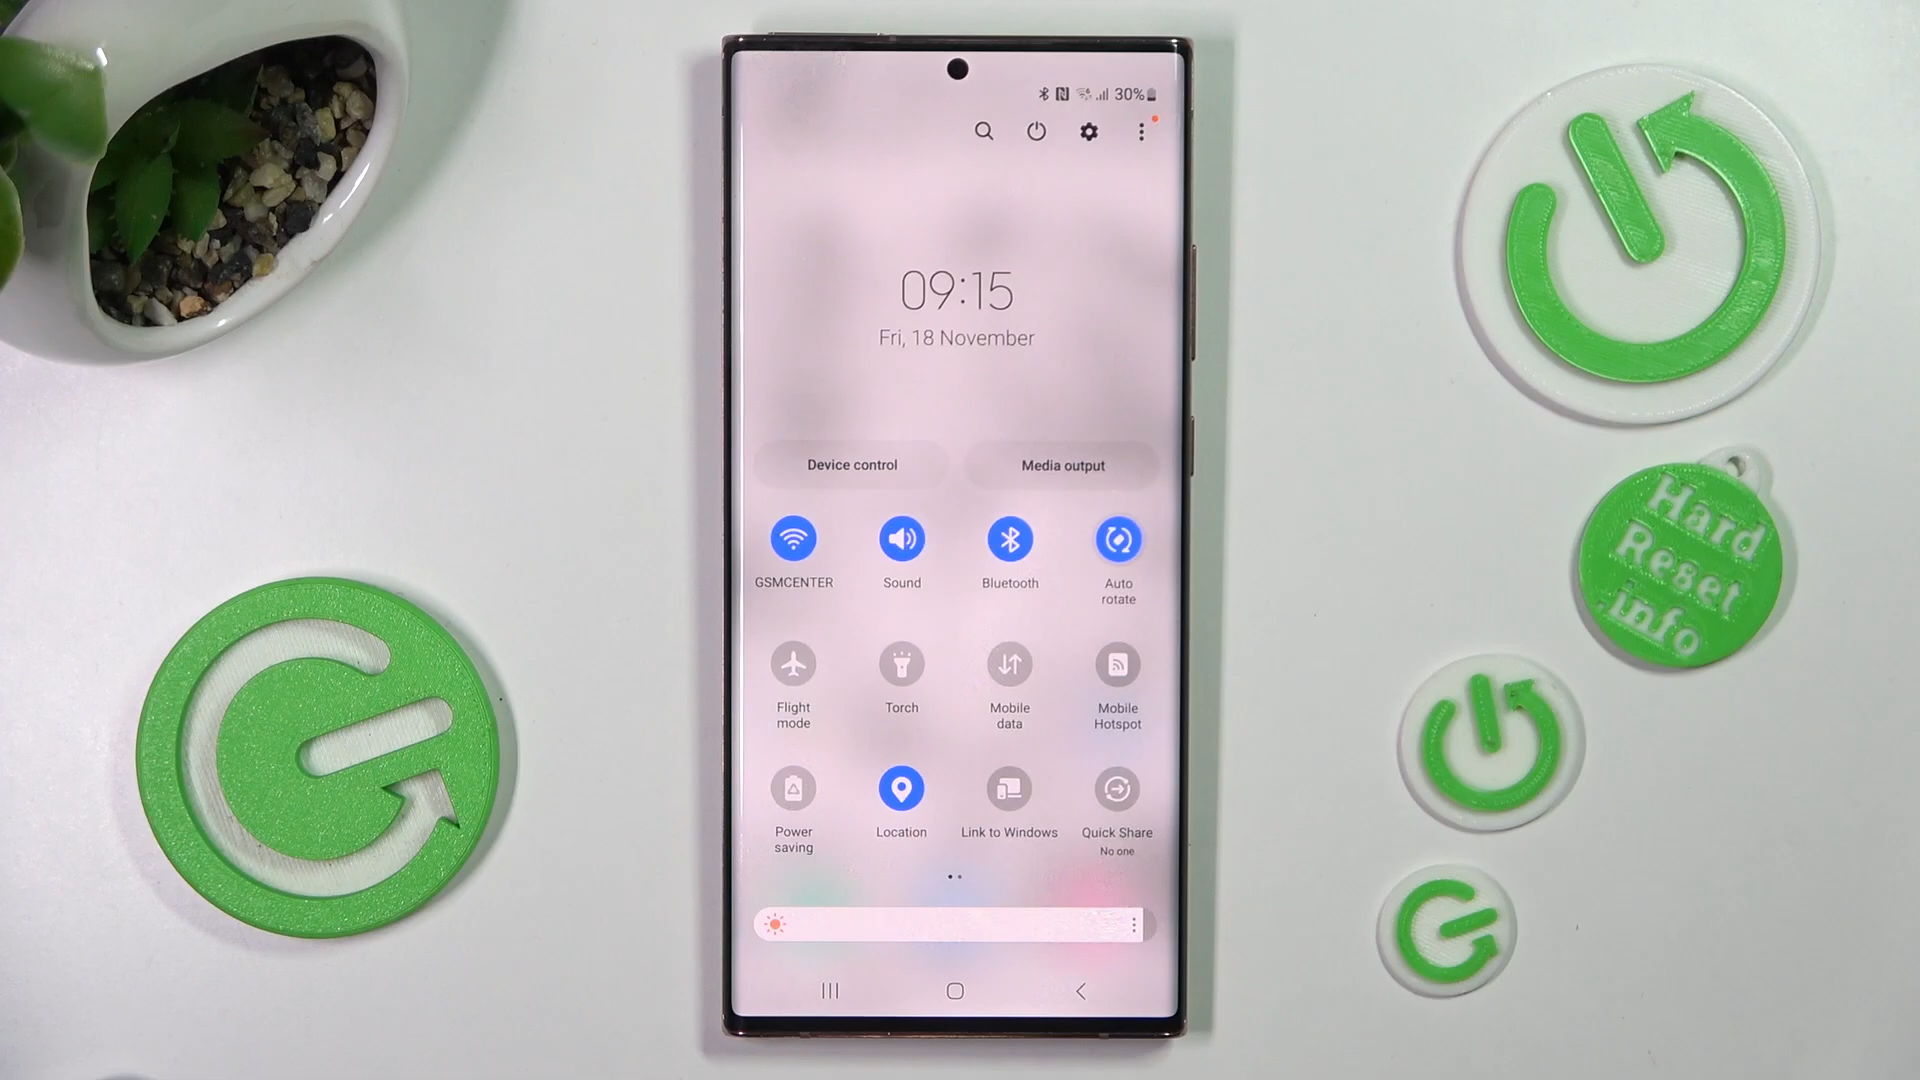 30%
09:15
Fri, 18 November
Device control
Media output
GSMCENTER
Sound
Bluetooth
Auto
rotate
Flight
mode
Torch
Mobile
data
Mobile
Hotspot
Power
saving
Location
Link to Windows
Quick Share
No one
Hard
Reset
.info